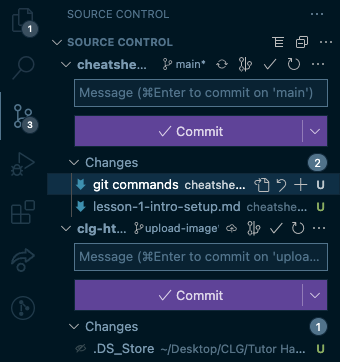 SOURCE CONTROL
1
SOURCE CONTROL
cheatshe... main*
Message (⌘Enter to commit on 'main')
Commit
3
Changes 2
git commands cheatshe... U
lesson-1-intro-setup.md cheatshe... U
clg-ht... upload-image
Message (⌘Enter to commit on 'uploa...
Commit
Changes 1
.DS_Store ~/Desktop/CLG/Tutor Ha... U